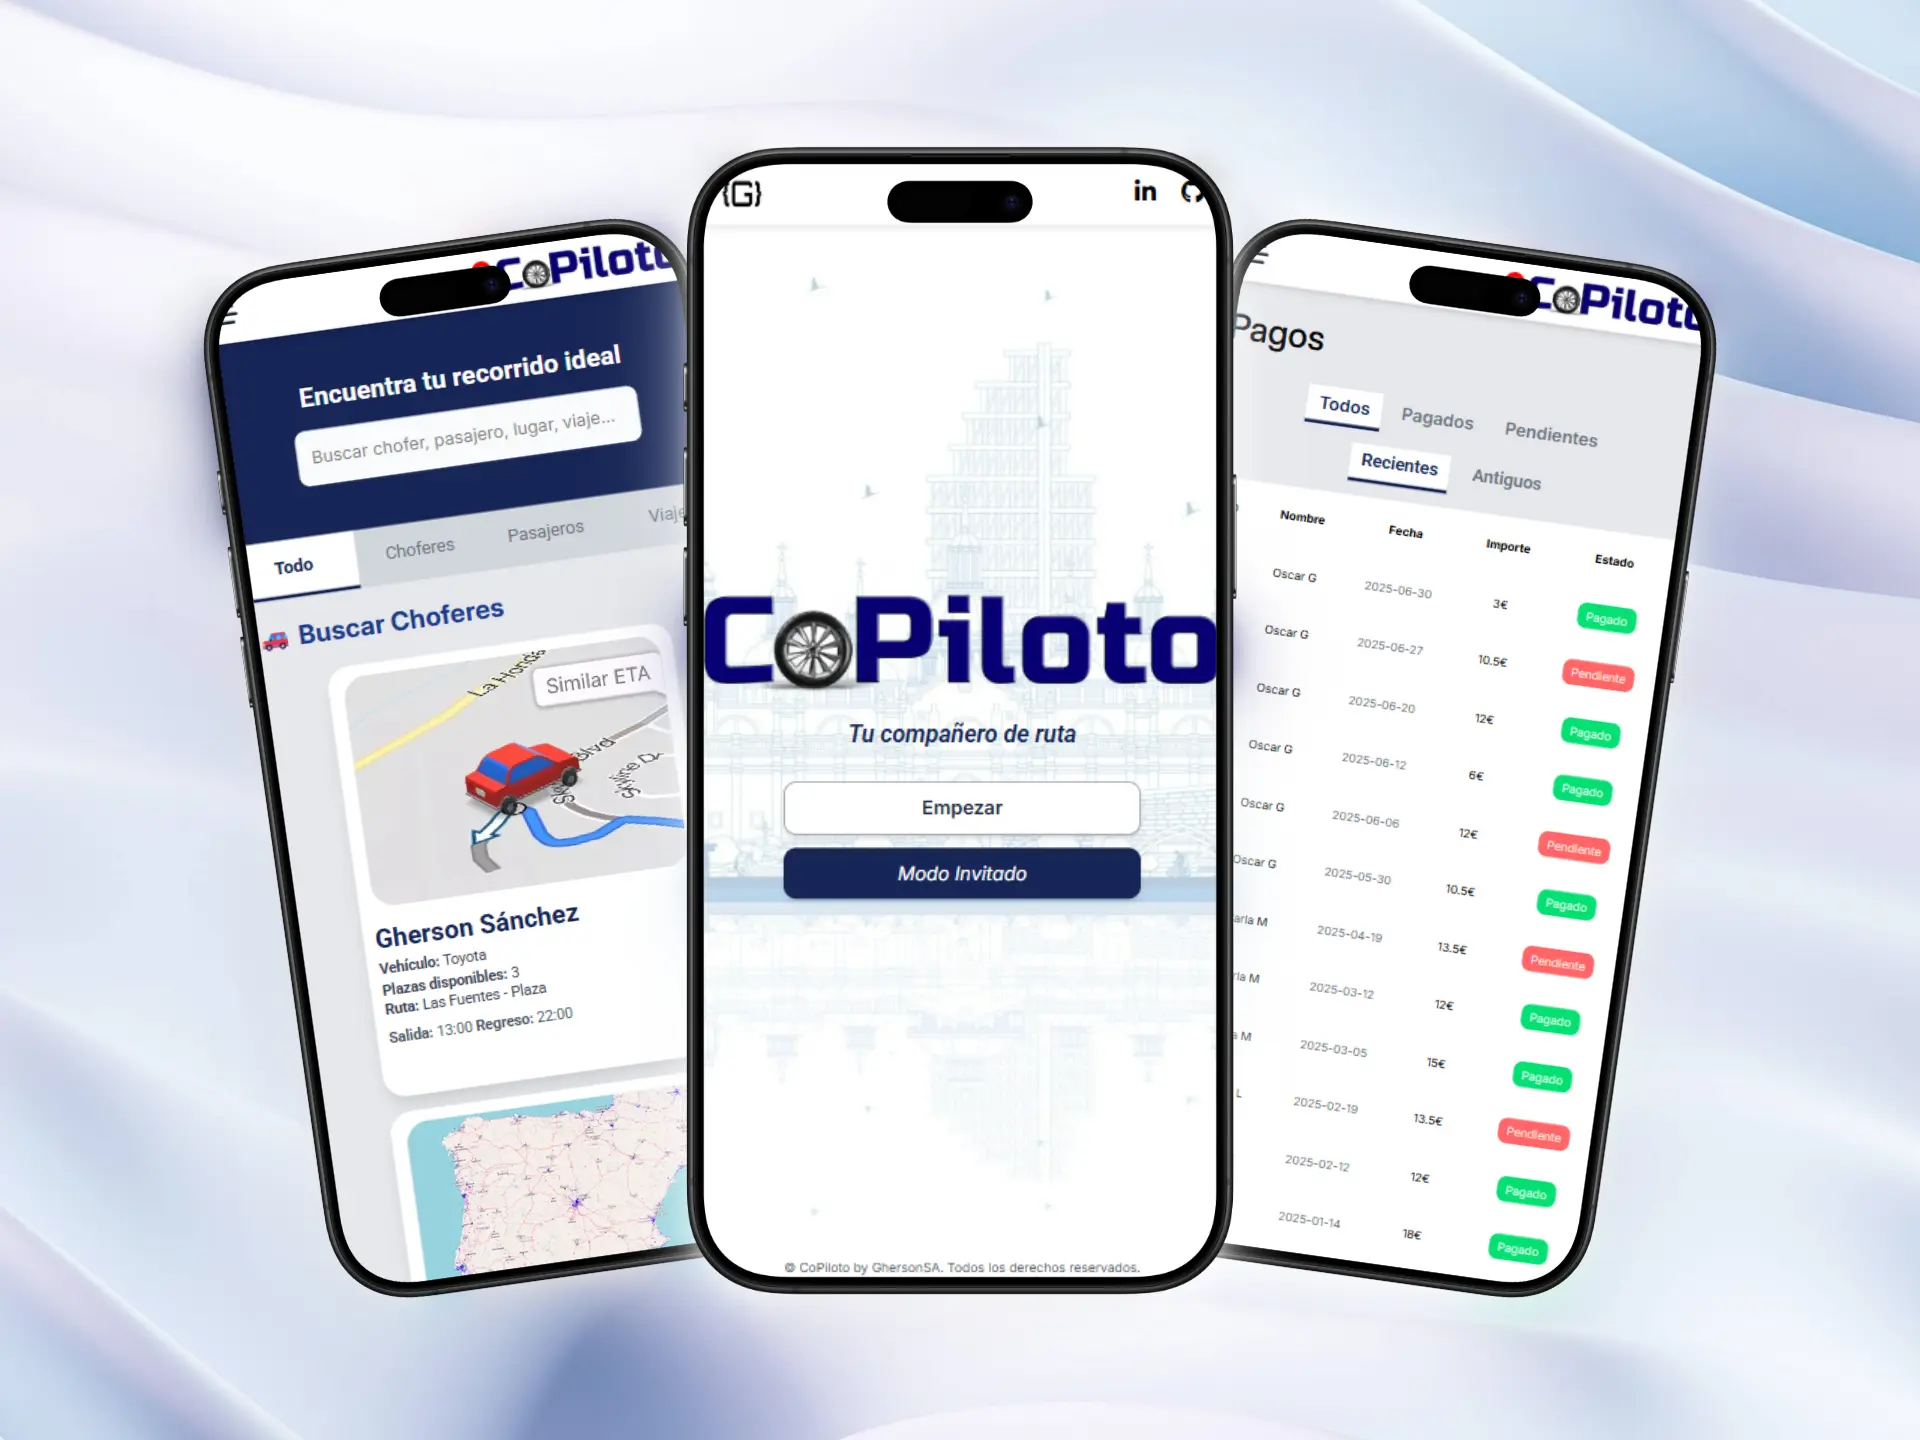 CoPiloto
Encuentra tu recorrido ideal
Buscar chofer, pasajero, lugar, viaje...
Todo
Choferes
Pasajeros
Viaje
Buscar Choferes
La Honda
Similar ETA
Blvd
Skyline Dr
Gherson Sánchez
Vehículo: Toyota
Plazas disponibles: 3
Ruta: Las Fuentes - Plaza
Salida: 13:00 Regreso: 22:00
{G}
in
CoPiloto
Tu compañero de ruta
Empezar
Modo Invitado
© CoPiloto by GhersonSA. Todos los derechos reservados.
CoPiloto
Pagos
Todos Pagados Pendientes
Recientes Antiguos
Nombre Fecha Importe Estado
Oscar G 2025-06-30 3€ Pagado
Oscar G 2025-06-27 10.5€ Pendiente
Oscar G 2025-06-20 12€ Pagado
Oscar G 2025-06-12 6€ Pagado
Oscar G 2025-06-06 12€ Pendiente
Oscar G 2025-05-30 10.5€ Pagado
arla M 2025-04-19 13.5€ Pendiente
rla M 2025-03-12 12€ Pagado
a M 2025-03-05 15€ Pagado
L 2025-02-19 13.5€ Pendiente
2025-02-12 12€ Pagado
2025-01-14 18€ Pagado